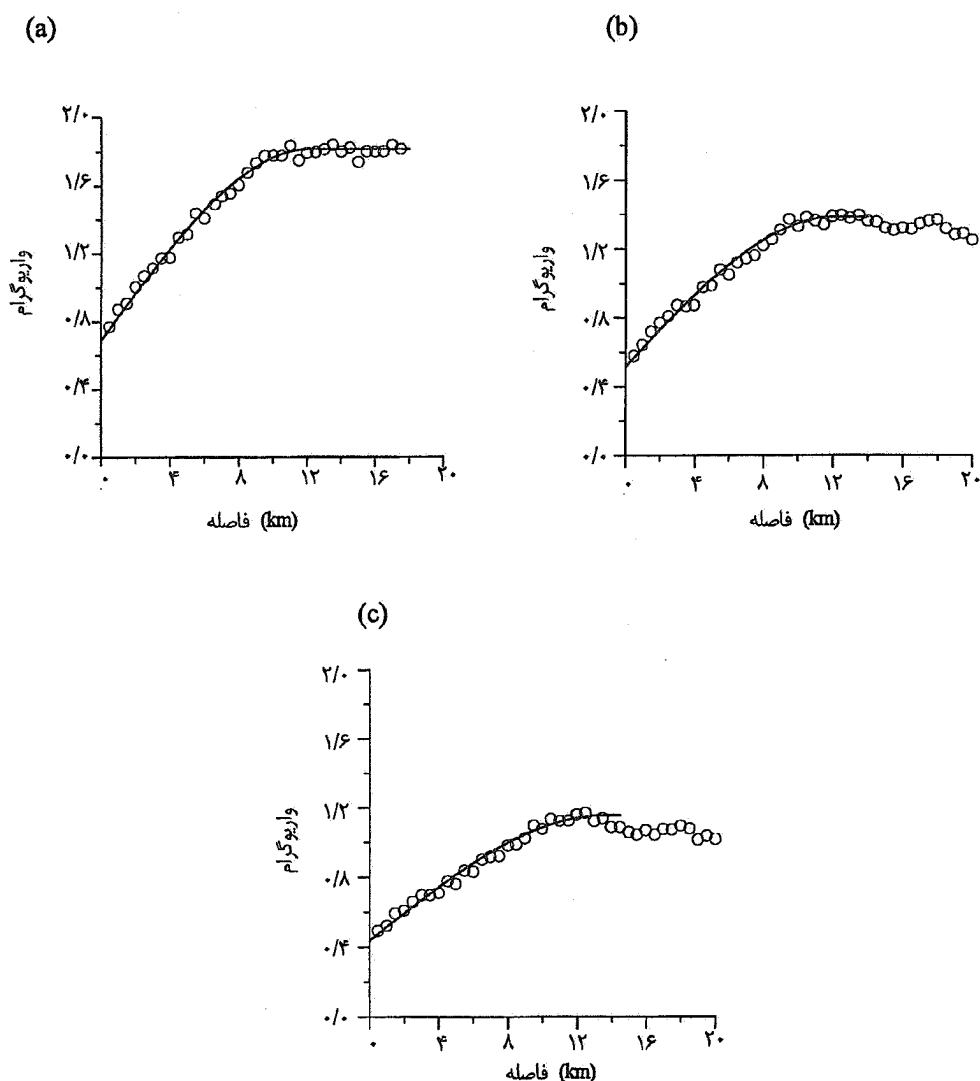 (a)
۲/۰
۱/۶
۱/۲
۰/۸
۰/۴
۰/۰
واریوگرام
۰ ۴ ۸ ۱۲ ۱۶ ۲۰
فاصله (km)
(b)
۲/۰
۱/۶
۱/۲
۰/۸
۰/۴
۰/۰
واریوگرام
۰ ۴ ۸ ۱۲ ۱۶ ۲۰
فاصله (km)
(c)
۲/۰
۱/۶
۱/۲
۰/۸
۰/۴
۰/۰
واریوگرام
۰ ۴ ۸ ۱۲ ۱۶ ۲۰
فاصله (km)